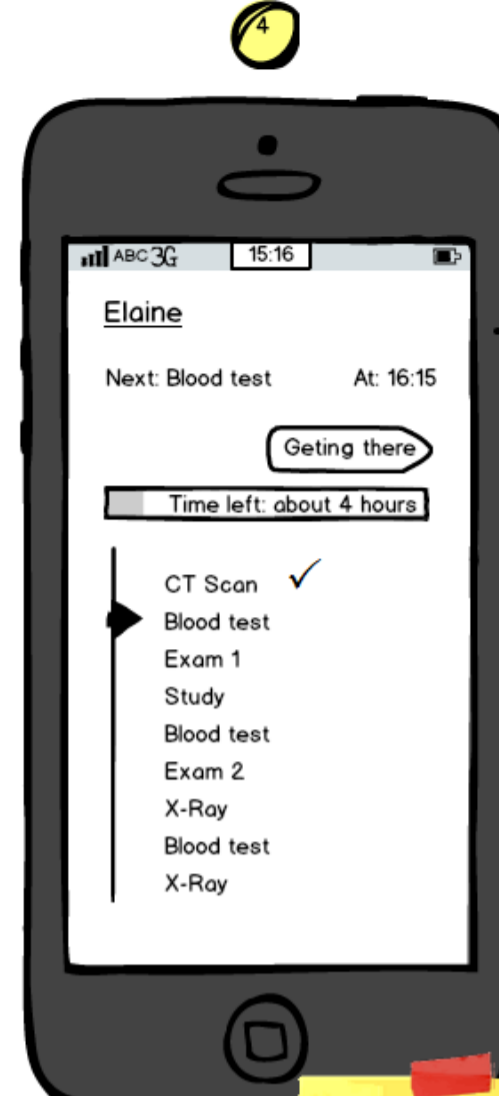 4
ABC 3G 15:16
Elaine
Next: Blood test At: 16:15
Geting there
Time left: about 4 hours
CT Scan ✓
Blood test
Exam 1
Study
Blood test
Exam 2
X-Ray
Blood test
X-Ray